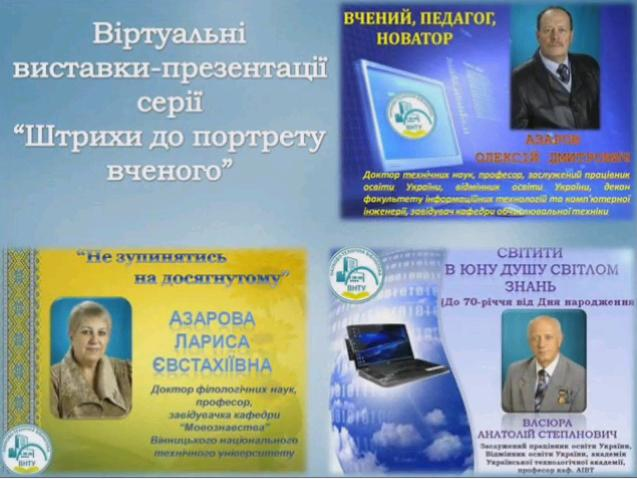 Віртуальні
виставки-презентації
серії
“Штрихи до портрету
вченого”
ВЧЕНИЙ, ПЕДАГОГ,
НОВАТОР
ВНТУ
АЗАРОВ
ОЛЕКСІЙ ДМИТРОВИЧ
Доктор технічних наук, професор, заслужений працівник
освіти України, відмінник освіти України, декан
факультету інформаційних технологій та комп'ютерної
інженерії, завідувач кафедри обчислювальної техніки
“Не зупинятись
на досягнутому”
ВНТУ
АЗАРОВА
ЛАРИСА
ЄВСТАХІЇВНА
Доктор філологічних наук,
професор,
завідувачка кафедри
“Мовознавства”
Вінницького національного
технічного університету
ВНТУ
СВІТИТИ
В ЮНУ ДУШУ СВІТЛОМ
ЗНАНЬ
(До 70-річчя від Дня народження
ВАСЮРА
АНАТОЛІЙ СТЕПАНОВИЧ
Заслужений працівник освіти України,
Відмінник освіти України, академік
Української технологічної академії,
професор каф. АІВТ